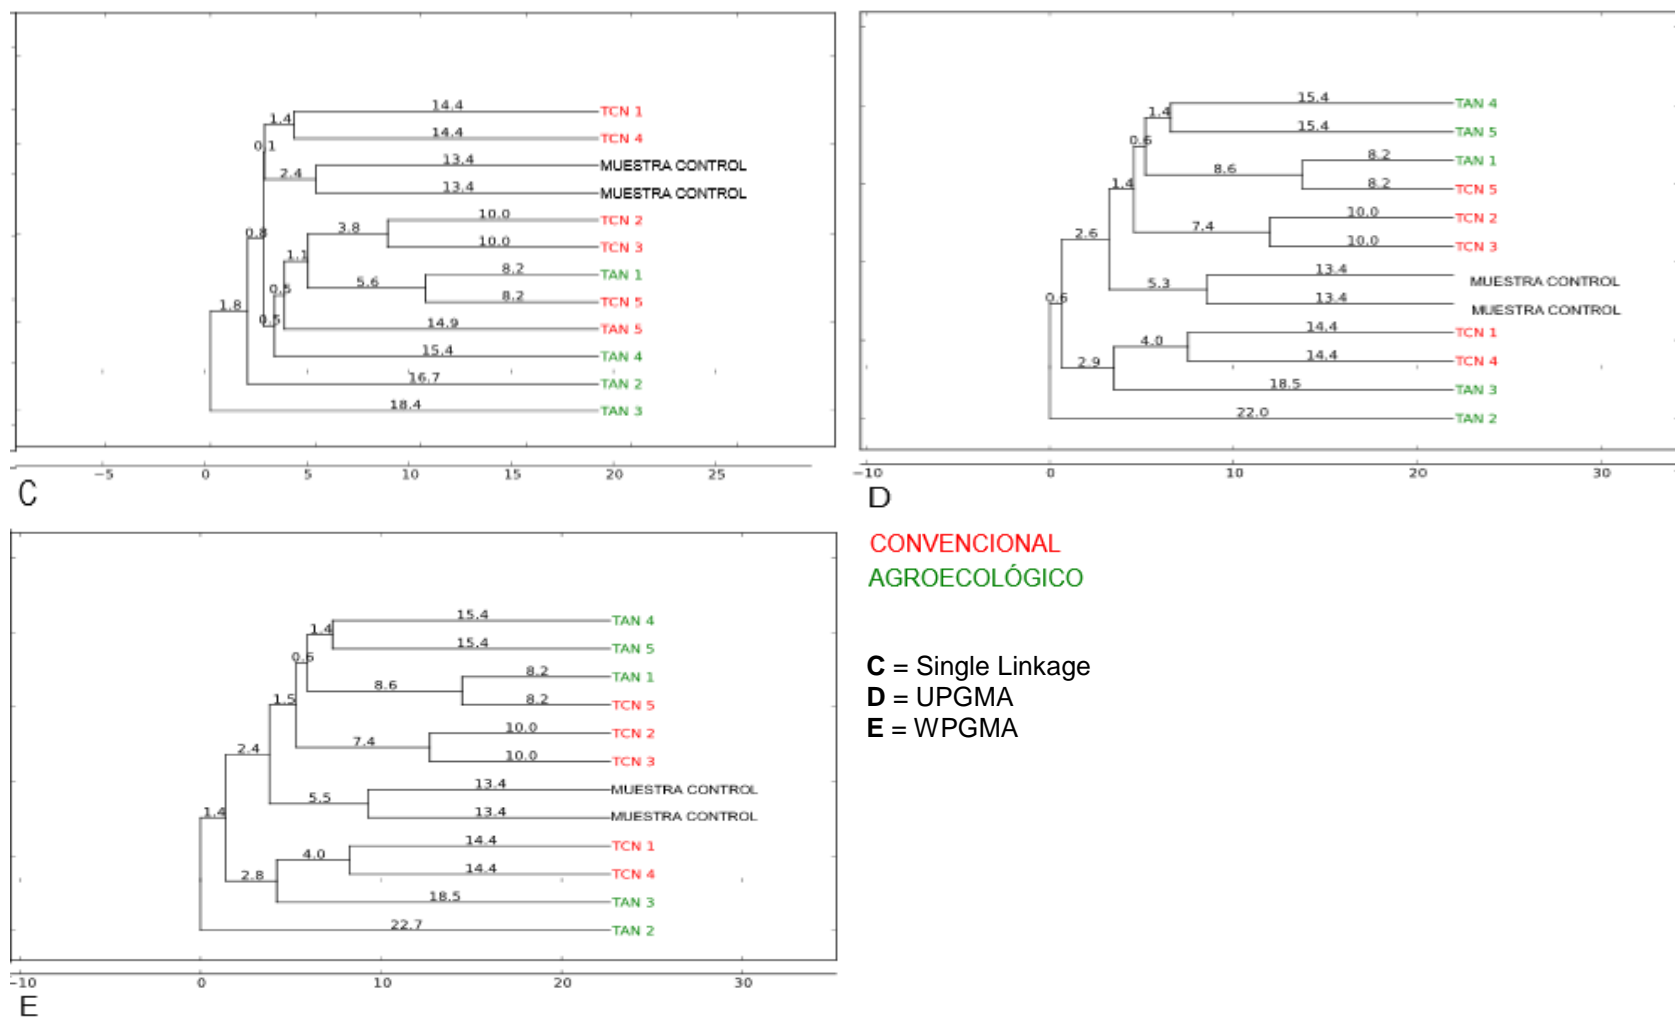 14.4
TCN 1
1.4
14.4
TCN 4
0.1
13.4
MUESTRA CONTROL
2.4
13.4
MUESTRA CONTROL
10.0
TCN 2
3.8
0.8
10.0
TCN 3
1.1
8.2
TAN 1
5.6
0.5
8.2
TCN 5
1.8
0.5
14.9
TAN 5
15.4
TAN 4
16.7
TAN 2
18.4
TAN 3
−5 0 5 10 15 20 25
C
15.4
TAN 4
1.4
15.4
TAN 5
0.6
8.2
TAN 1
8.6
1.4
8.2
TCN 5
10.0
TCN 2
7.4
2.6
10.0
TCN 3
13.4
MUESTRA CONTROL
5.3
0.6
13.4
MUESTRA CONTROL
14.4
TCN 1
4.0
2.9
14.4
TCN 4
18.5
TAN 3
22.0
TAN 2
−10 0 10 20 30
D
CONVENCIONAL
AGROECOLÓGICO
C = Single Linkage
D = UPGMA
E = WPGMA
15.4
TAN 4
1.4
15.4
TAN 5
0.6
8.2
TAN 1
8.6
1.5
8.2
TCN 5
10.0
TCN 2
7.4
2.4
10.0
TCN 3
13.4
MUESTRA CONTROL
5.5
1.4
13.4
MUESTRA CONTROL
14.4
TCN 1
4.0
2.8
14.4
TCN 4
18.5
TAN 3
22.7
TAN 2
−10 0 10 20 30
E